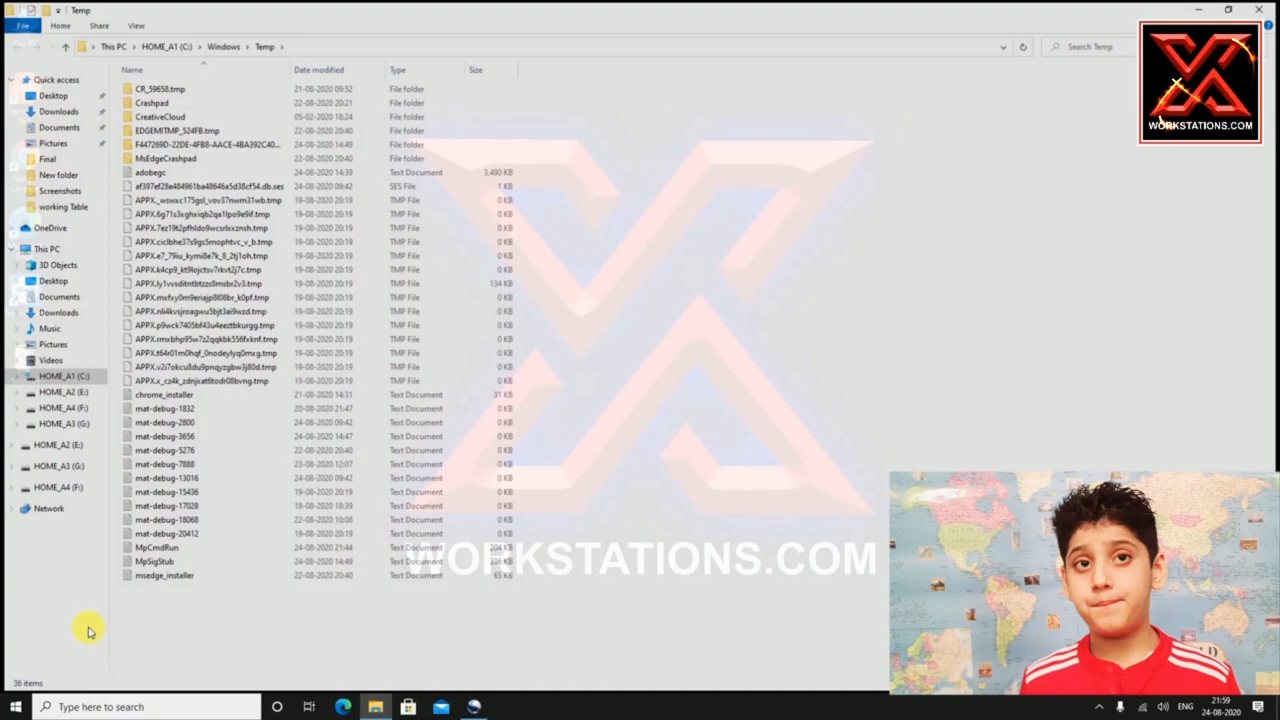 Temp
File Home Share View
This PC > HOME_A1 (C:) > Windows > Temp >
Search Temp
Name Date modified Type Size
Quick access
Desktop
Downloads
Documents
Pictures
Final
New folder
Screenshots
working Table
OneDrive
This PC
3D Objects
Desktop
Documents
Downloads
Music
Pictures
Videos
HOME_A1 (C:)
HOME_A2 (E:)
HOME_A4 (F:)
HOME_A3 (G:)
HOME_A2 (E:)
HOME_A3 (G:)
HOME_A4 (F:)
Network
CR_59658.tmp 21-08-2020 09:52 File folder
Crashpad 22-08-2020 20:21 File folder
CreativeCloud 05-02-2020 18:24 File folder
EDGEMITMP_524FB.tmp 22-08-2020 20:40 File folder
F447269D-22DE-4FB8-AACE-4BA392C40... 24-08-2020 14:49 File folder
MsEdgeCrashpad 22-08-2020 20:40 File folder
adobegc 24-08-2020 14:39 Text Document 3,490 KB
af397ef28e484961ba48646a5d38cf54.db.ses 24-08-2020 09:42 SES File 1 KB
19-08-2020 20:19 TMP File 0 KB
APPX.6g71s3xghxiqb2qa1lpo9e9if.tmp 19-08-2020 20:19 TMP File 0 KB
APPX.7ez19t2pfhldo9wcsrlxxznsh.tmp 19-08-2020 20:19 TMP File 0 KB
APPX.ciclbhe37s9gs5mophtvc_v_b.tmp 19-08-2020 20:19 TMP File 0 KB
APPX.e7_79iu_kymyei7k_8_2tj1oh.tmp 19-08-2020 20:19 TMP File 0 KB
APPX.k4cp9_kt9lojctsv7rkvt2j7c.tmp 19-08-2020 20:19 TMP File 0 KB
APPX.ly1vvsditntbtzzs8msbr2v3.tmp 19-08-2020 20:19 TMP File 134 KB
APPX.mxfxy0m9eriajp8l08br_k0pf.tmp 19-08-2020 20:19 TMP File 0 KB
APPX.nli4kvsjroagwu5bjt3ai9wzd.tmp 19-08-2020 20:19 TMP File 0 KB
APPX.p9wck7405bf43u4eeztbkurgg.tmp 19-08-2020 20:19 TMP File 0 KB
APPX.rmxbhp95w7z2qqkbk556fxknf.tmp 19-08-2020 20:19 TMP File 0 KB
APPX.t64r01m0hqf_0nodeylyq0mxg.tmp 19-08-2020 20:19 TMP File 0 KB
APPX.v2i7okcu8du9pnqyzgbw3j80d.tmp 19-08-2020 20:19 TMP File 0 KB
APPX.x_cz4k_zdnjxat6todr08bvng.tmp 19-08-2020 20:19 TMP File 0 KB
chrome_installer 21-08-2020 14:31 Text Document 31 KB
mat-debug-1832 20-08-2020 21:47 Text Document 0 KB
mat-debug-2800 24-08-2020 09:42 Text Document 0 KB
mat-debug-3656 24-08-2020 14:47 Text Document 0 KB
mat-debug-5276 22-08-2020 20:40 Text Document 0 KB
mat-debug-7888 23-08-2020 12:07 Text Document 0 KB
mat-debug-13016 24-08-2020 09:42 Text Document 0 KB
mat-debug-15436 19-08-2020 20:19 Text Document 0 KB
mat-debug-17028 18-08-2020 18:39 Text Document 0 KB
mat-debug-18068 22-08-2020 10:08 Text Document 0 KB
mat-debug-20412 19-08-2020 20:19 Text Document 0 KB
MpCmdRun 24-08-2020 21:44 Text Document 204 KB
MpSigStub 24-08-2020 14:49 Text Document KB
msedge_installer 22-08-2020 20:40 Text Document 65 KB
WORKSTATIONS.COM
WORKSTATIONS.COM
36 items
Type here to search
ENG
21:59
24-08-2020